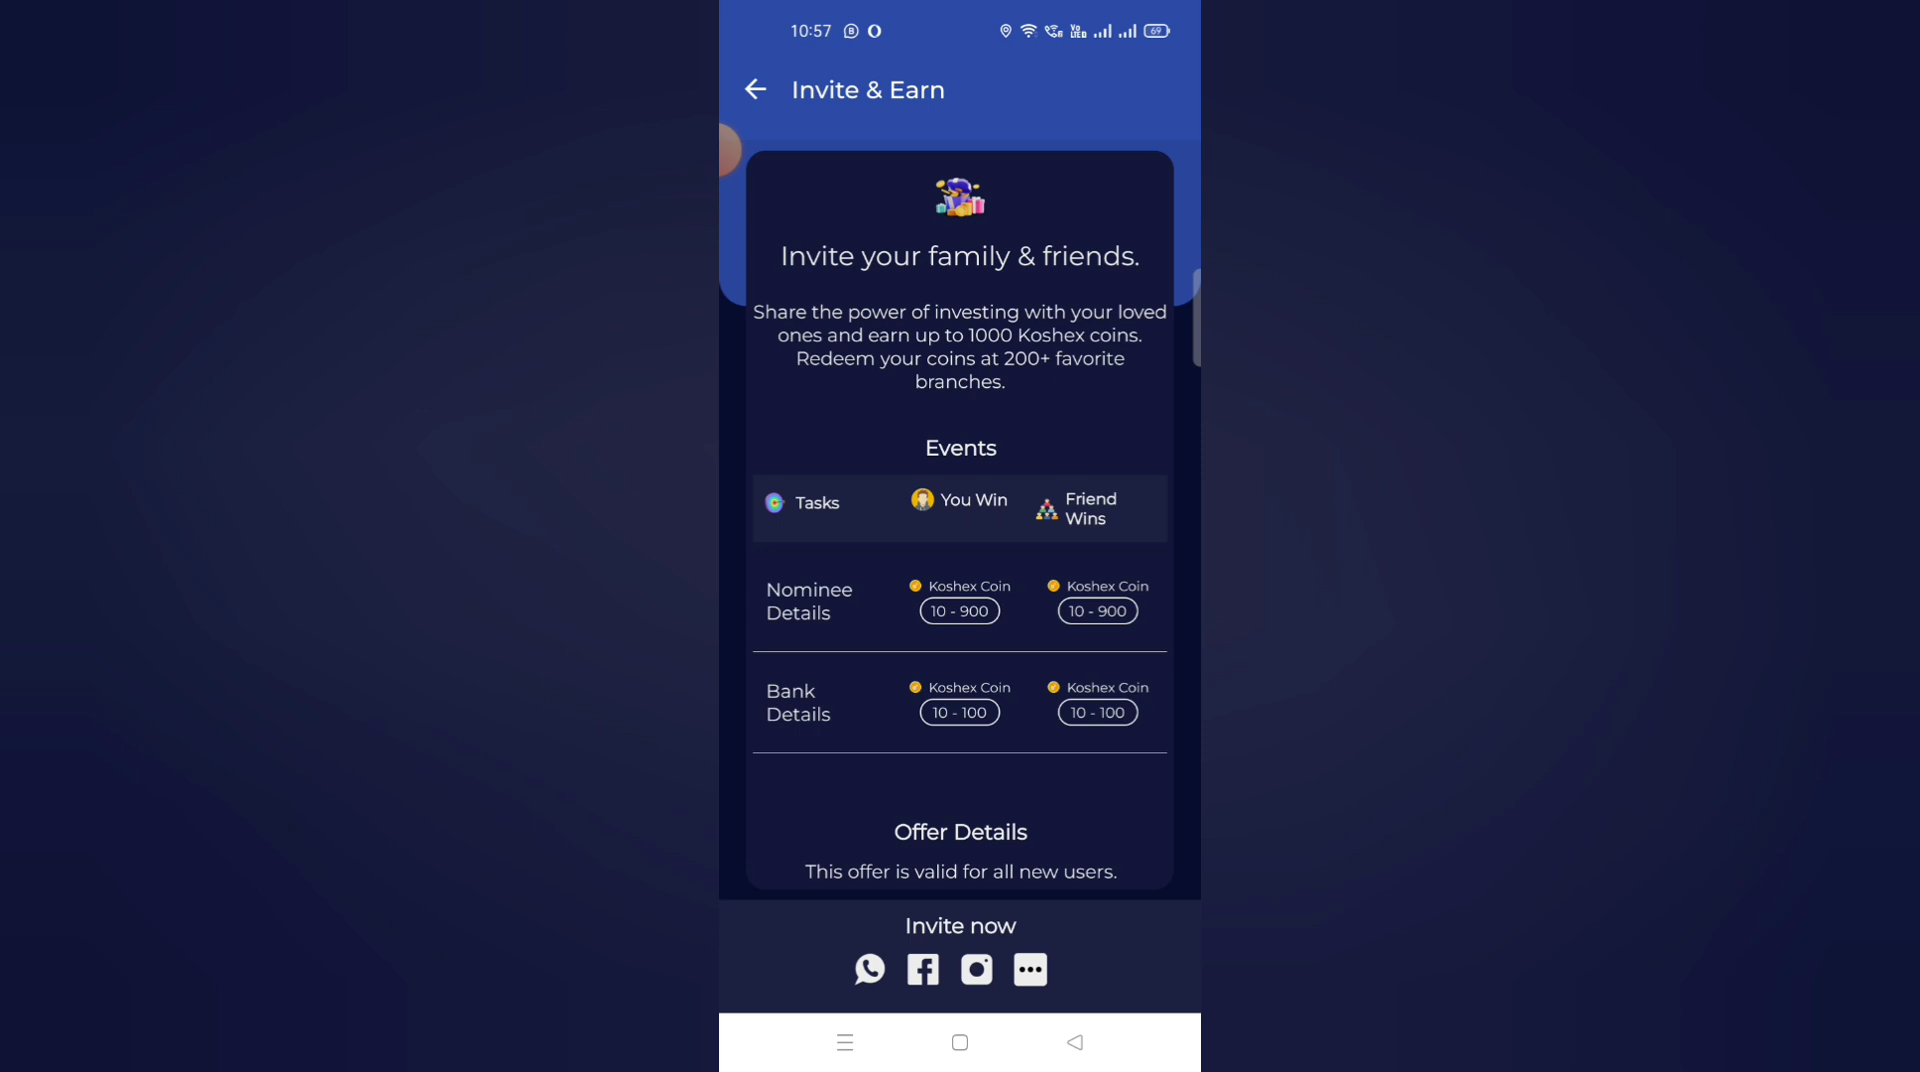 10:57
69
Invite & Earn
Invite your family & friends.
Share the power of investing with your loved
ones and earn up to 1000 Koshex coins.
Redeem your coins at 200+ favorite
branches.
Events
Tasks
You Win
Friend
Wins
Nominee
Details
Koshex Coin
10 - 900
Koshex Coin
10 - 900
Bank
Details
Koshex Coin
10 - 100
Koshex Coin
10 - 100
Offer Details
This offer is valid for all new users.
Invite now